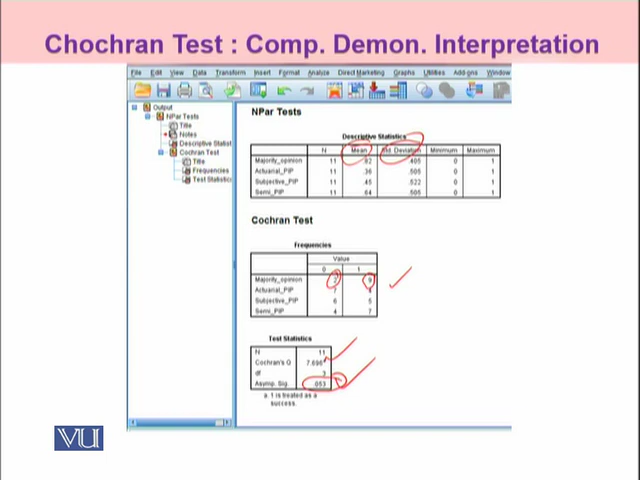 Chochran Test : Comp. Demon. Interpretation
File Edit View Data Transform Insert Format Analyze Direct Marketing Graphs Utilities Add-ons Window
Output
NPar Tests
Title
Notes
Descriptive Statist
Cochran Test
Title
Frequencies
Test Statistics
NPar Tests
Descriptive Statistics
N Mean Std. Deviation Minimum Maximum
Majority_opinion 11 .82 .405 0 1
Actuarial_PIP 11 .36 .505 0 1
Subjective_PIP 11 .45 .522 0 1
Semi_PIP 11 .64 .505 0 1
Cochran Test
Frequencies
Value
0 1
Majority_opinion 2 9
Actuarial_PIP 7
Subjective_PIP 6 5
Semi_PIP 4 7
Test Statistics
N 11
Cochran's Q 7.696
df 3
Asymp. Sig. .053
a. 1 is treated as a
success.
VU